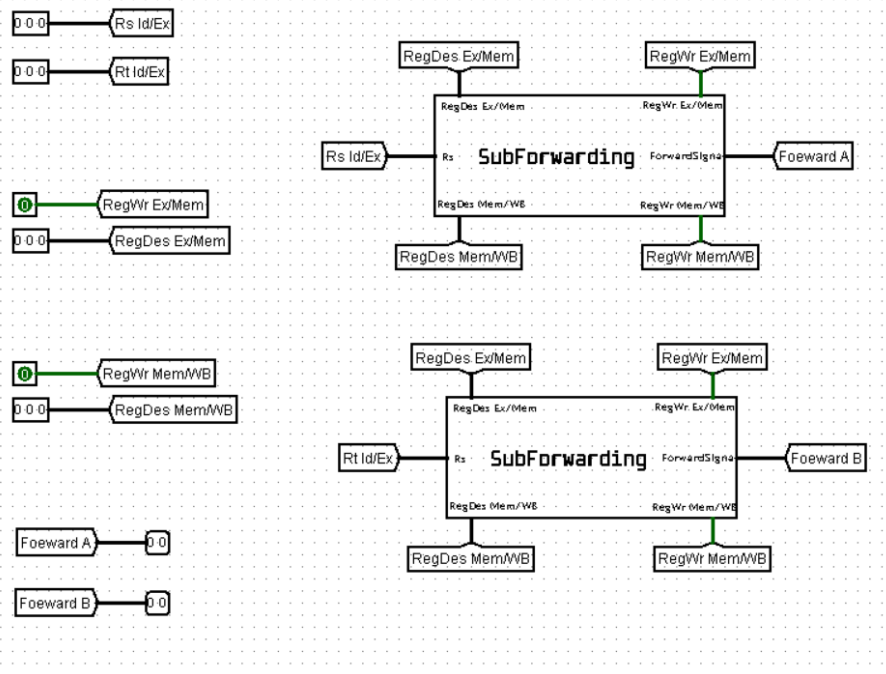 0 0 0 Rs Id/Ex
0 0 0 Rt Id/Ex
0 RegWr Ex/Mem
0 0 0 RegDes Ex/Mem
0 RegWr Mem/WB
0 0 0 RegDes Mem/WB
Foeward A 0 0
Foeward B 0 0
RegDes Ex/Mem RegWr Ex/Mem
RegDes Ex/Mem RegWr Ex/Mem
Rs Id/Ex Rs SubForwarding ForwardSIgna Foeward A
RegDes Mem/WB RegWr Mem/WB
RegDes Mem/WB RegWr Mem/WB
RegDes Ex/Mem RegWr Ex/Mem
RegDes Ex/Mem RegWr Ex/Mem
Rt Id/Ex Rs SubForwarding ForwardSIgna Foeward B
RegDes Mem/WB RegWr Mem/WB
RegDes Mem/WB RegWr Mem/WB